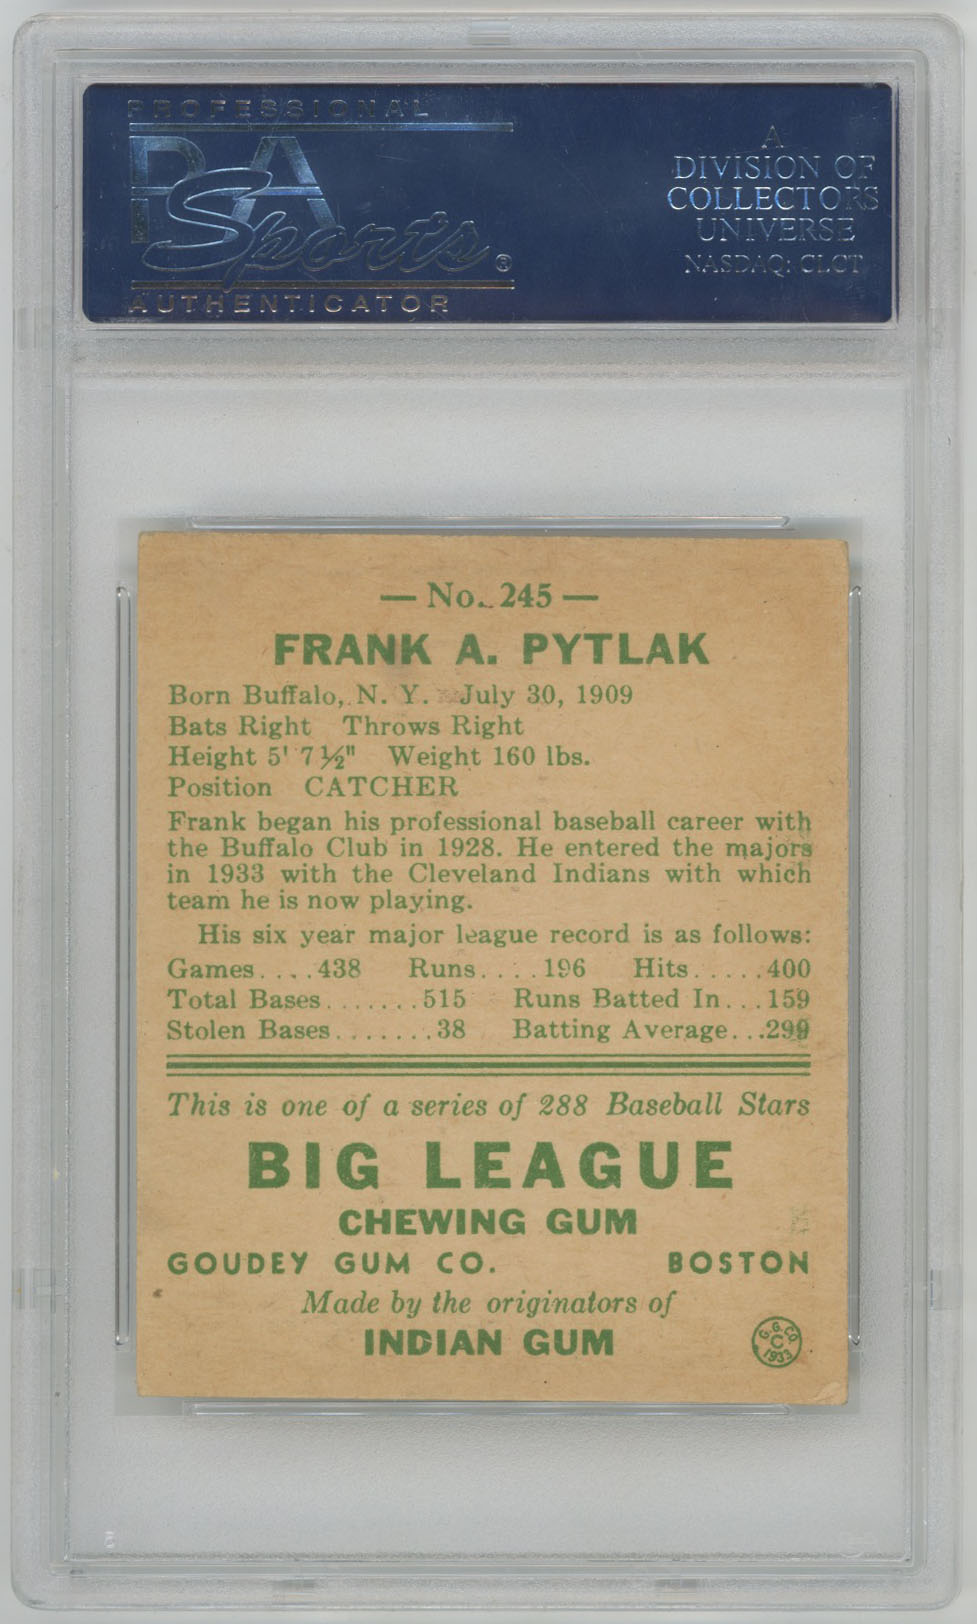 PROFESSIONAL
PSA
Sports®
AUTHENTICATOR
A
DIVISION OF
COLLECTORS
UNIVERSE
NASDAQ: CLCT
— No. 245 —
FRANK A. PYTLAK
Born Buffalo, N. Y. July 30, 1909
Bats Right Throws Right
Height 5' 7½" Weight 160 lbs.
Position CATCHER
Frank began his professional baseball career with
the Buffalo Club in 1928. He entered the majors
in 1933 with the Cleveland Indians with which
team he is now playing.
His six year major league record is as follows:
Games....438 Runs....196 Hits.....400
Total Bases.......515 Runs Batted In...159
Stolen Bases.......38 Batting Average...299
This is one of a series of 288 Baseball Stars
BIG LEAGUE
CHEWING GUM
GOUDEY GUM CO. BOSTON
Made by the originators of
INDIAN GUM
G. G. CO.
C
1933